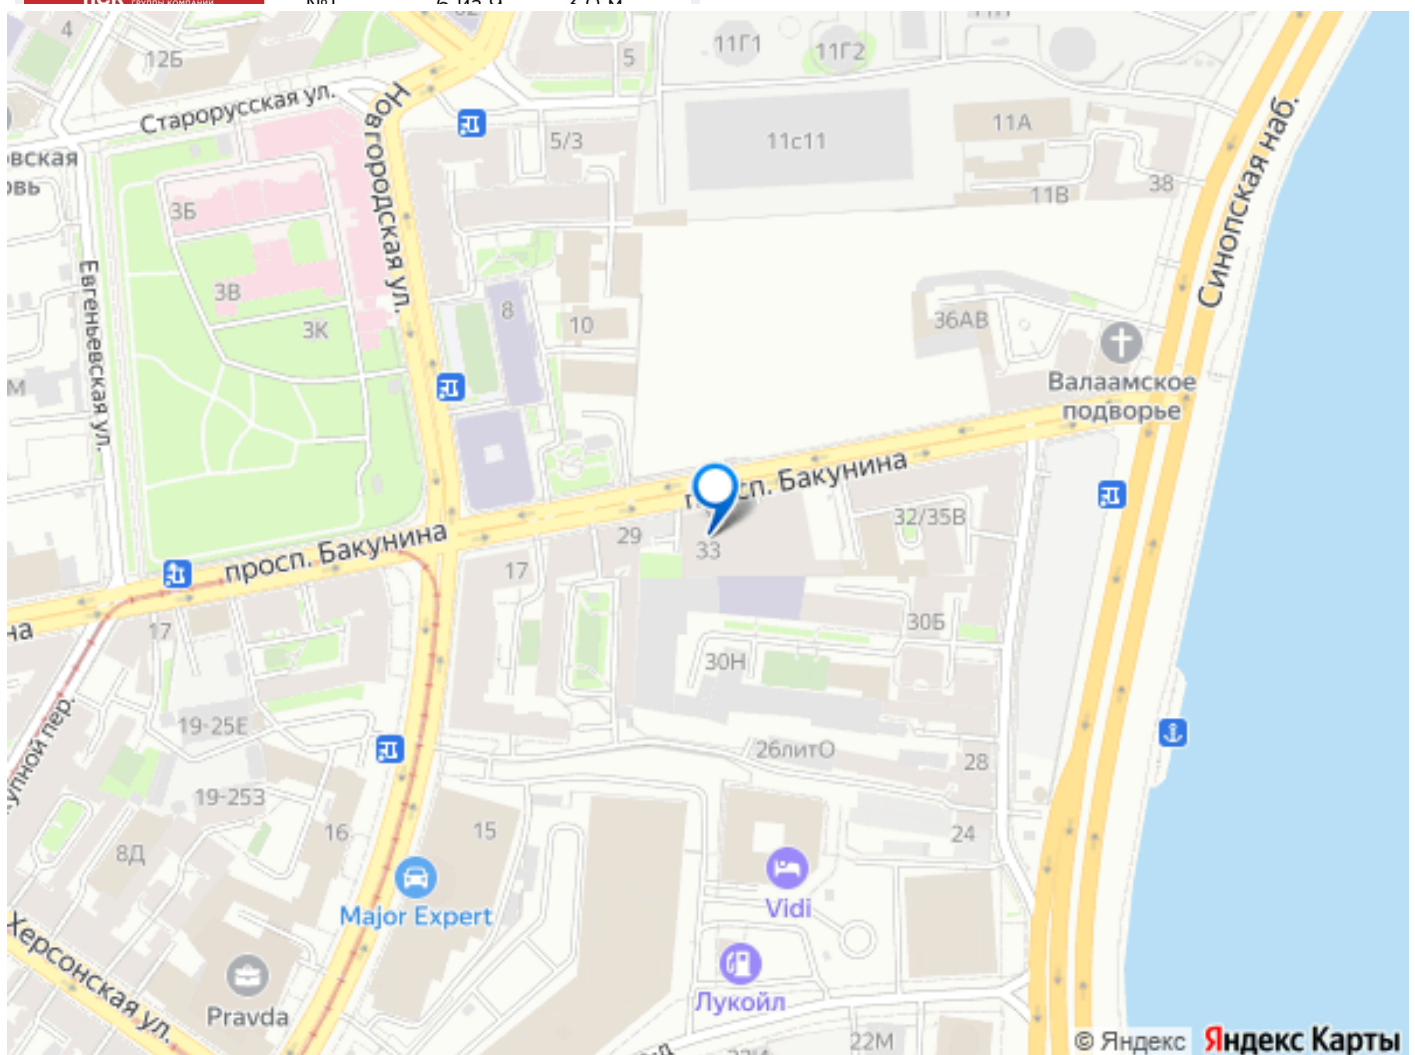 ГРУППЫ КОМПАНИЙ
4
12Б
5
11Г1
11Г2
Старорусская ул.
Новгородская ул.
5/3
11с11
11А
11В
38
Синопская наб.
3Б
3В
3К
Евгеньевская ул.
8
10
36АВ
Валаамское
подворье
просп. Бакунина
32/35В
29
33
просп. Бакунина
17
17
30Б
30Н
19-25Е
26литО
28
19-253
16
15
24
8Д
Major Expert
Vidi
Херсонская ул.
Pravda
Лукойл
22М
© Яндекс Яндекс Карты